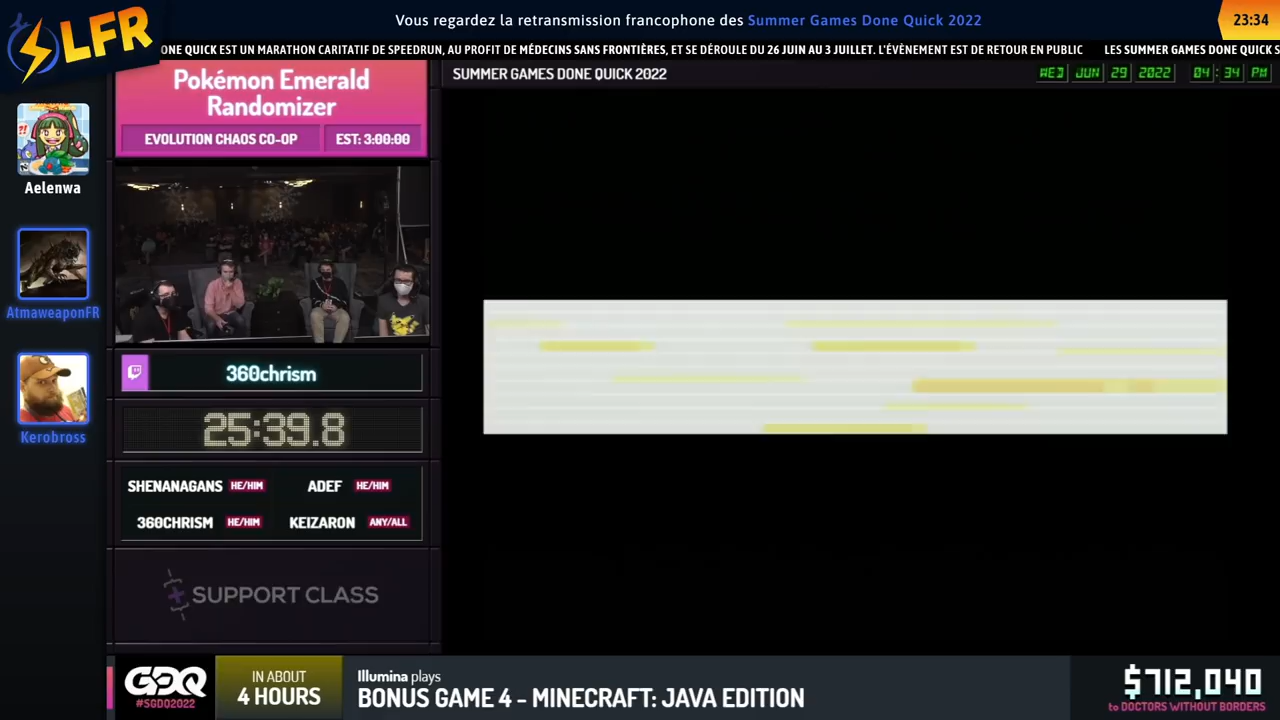 LFR
Vous regardez la retransmission francophone des Summer Games Done Quick 2022
23:34
ONE QUICK EST UN MARATHON CARITATIF DE SPEEDRUN, AU PROFIT DE MÉDECINS SANS FRONTIÈRES, ET SE DÉROULE DU 26 JUIN AU 3 JUILLET. L'ÉVÈNEMENT EST DE RETOUR EN PUBLIC LES SUMMER GAMES DONE QUICK S
Pokémon Emerald
Randomizer
EVOLUTION CHAOS CO-OP EST: 3:00:00
SUMMER GAMES DONE QUICK 2022
WED JUN 29 2022 04:34 PM
Aelenwa
AtmaweaponFR
Kerobross
360chrism
25:39.8
SHENANAGANS HE/HIM ADEF HE/HIM
360CHRISM HE/HIM KEIZARON ANY/ALL
SUPPORT CLASS
GDQ
#SGDQ2022
IN ABOUT
4 HOURS
Illumina plays
BONUS GAME 4 - MINECRAFT: JAVA EDITION
$712,040
to DOCTORS WITHOUT BORDERS